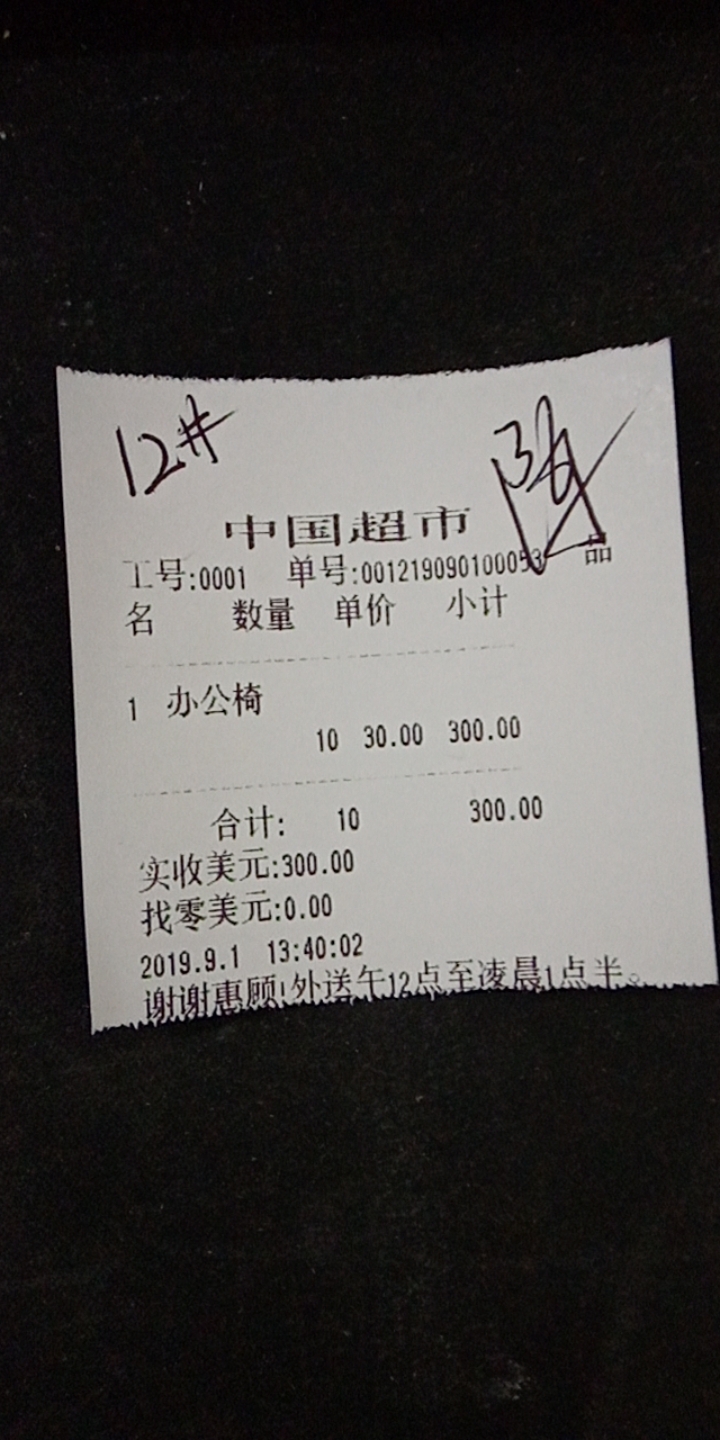 12#
中国超市
工号:0001 单号:001219090100053 品
名 数量 单价 小计
1 办公椅
10 30.00 300.00
合计: 10 300.00
实收美元:300.00
找零美元:0.00
2019.9.1 13:40:02
谢谢惠顾!外送午12点至凌晨1点半。